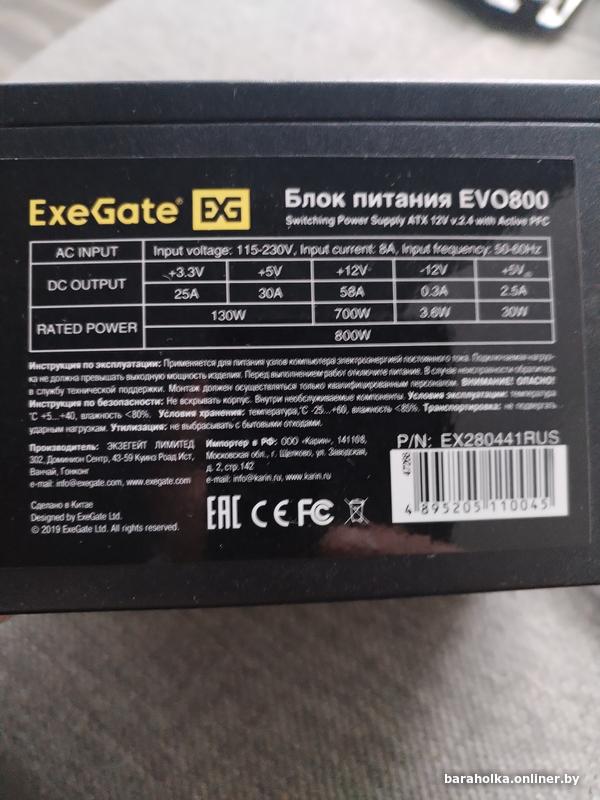 ExeGate® EXG
Блок питания EVO800
Switching Power Supply ATX 12V v.2.4 with Active PFC
AC INPUT Input voltage: 115-230V, Input current: 8A, Input frequency: 50-60Hz
DC OUTPUT +3.3V +5V +12V -12V +5V
25A 30A 58A 0.3A 2.5A
RATED POWER 130W 700W 3.6W 30W
800W
Инструкция по эксплуатации: Применяется для питания узлов компьютера электроэнергией постоянного тока. Подключаемая нагруз-
ка не должна превышать выходную мощность изделия. Перед выполнением работ отключите питание. В случае неисправности обратитесь
в службу технической поддержки. Монтаж должен осуществляться только квалифицированным персоналом. ВНИМАНИЕ! ОПАСНО!
Инструкция по безопасности: Не вскрывать корпус. Внутри необслуживаемые компоненты. Условия эксплуатации: температура
°C +5...+40, влажность <80%. Условия хранения: температура,°C -25...+60, влажность <85%. Транспортировка: не подвергать
ударным нагрузкам. Утилизация: не выбрасывать с бытовыми отходами.
Производитель: ЭКЗЕГЕЙТ ЛИМИТЕД
302, Доминион Сентр, 43-59 Куинз Роад Ист,
Ванчай, Гонконг
e-mail: info@exegate.com, www.exegate.com
Импортер в РФ: ООО «Карин», 141108,
Московская обл., г. Щелково, ул. Заводская,
д. 2, стр.142
e-mail: info@karin.ru, www.karin.ru
P/N: EX280441RUS
4 895205 110045
Сделано в Китае
Designed by ExeGate Ltd.
© 2019 ExeGate Ltd. All rights reserved.
EAC CE FC
baraholka.onliner.by